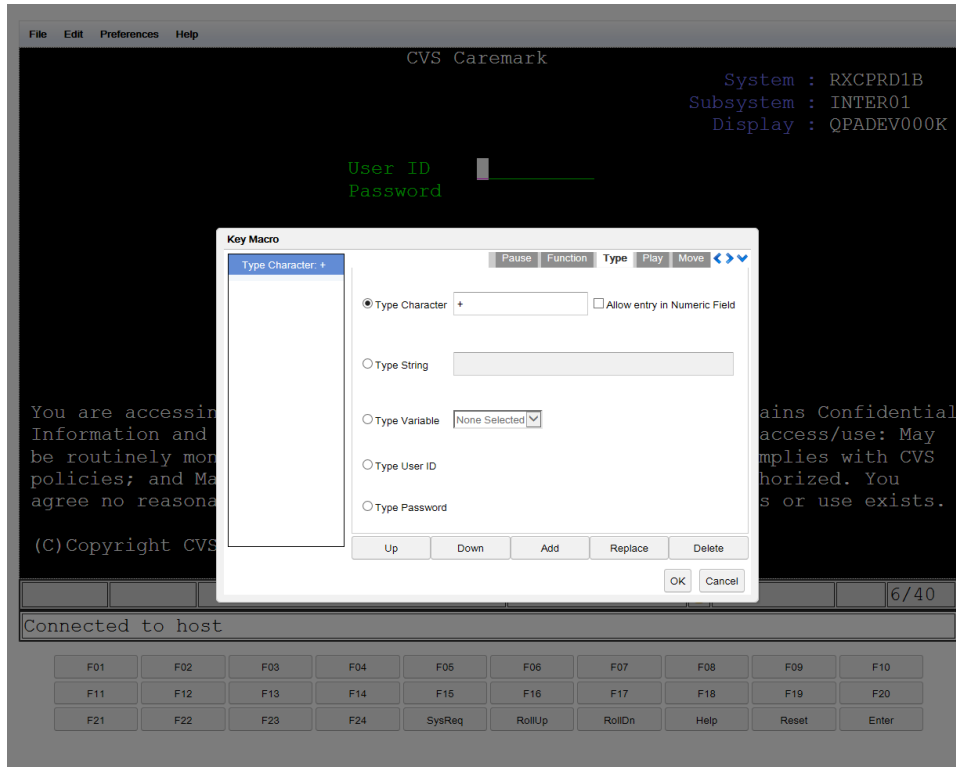 File Edit Preferences Help
CVS Caremark
System : RXCPRD1B
Subsystem : INTER01
Display : QPADEV000K
User ID
Password
Key Macro
Type Character: +
Pause Function Type Play Move
Type Character + Allow entry in Numeric Field
Type String
Type Variable None Selected
Type User ID
Type Password
Up Down Add Replace Delete
OK Cancel
You are accessin ains Confidential
Information and access/use: May
be routinely mon mplies with CVS
policies; and Ma horized. You
agree no reasona s or use exists.
(C)Copyright CVS
6/40
Connected to host
F01 F02 F03 F04 F05 F06 F07 F08 F09 F10
F11 F12 F13 F14 F15 F16 F17 F18 F19 F20
F21 F22 F23 F24 SysReq RollUp RollDn Help Reset Enter